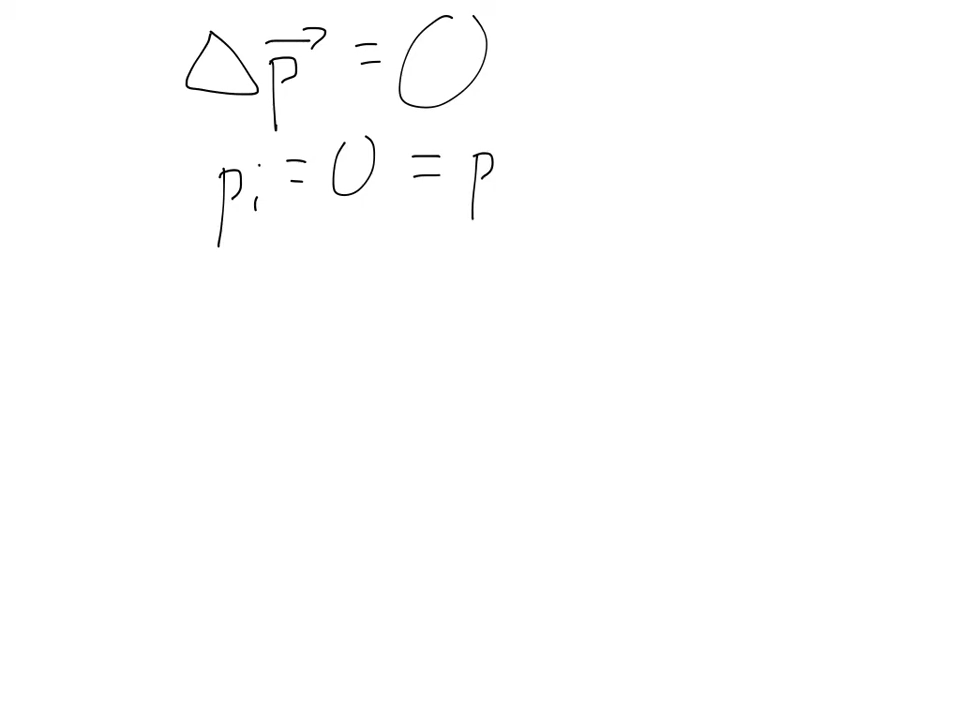 Δp⃗ = 0
pᵢ = 0 = p